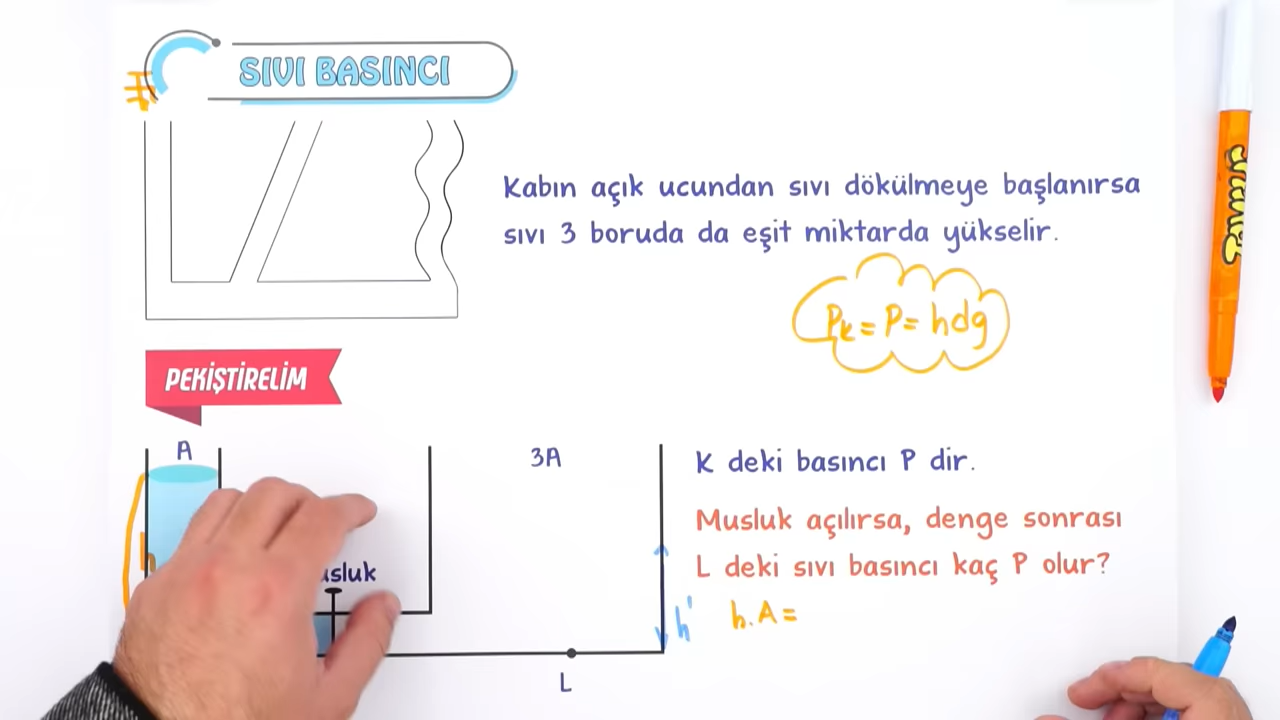 SIVI BASINCI
Kabın açık ucundan sıvı dökülmeye başlanırsa
sıvı 3 boruda da eşit miktarda yükselir.
Pk = P = hdg
PEKİŞTİRELİM
A
3A
K deki basıncı P dir.
Musluk açılırsa, denge sonrası
L deki sıvı basıncı kaç P olur?
h
usluk
h'
h.A =
L